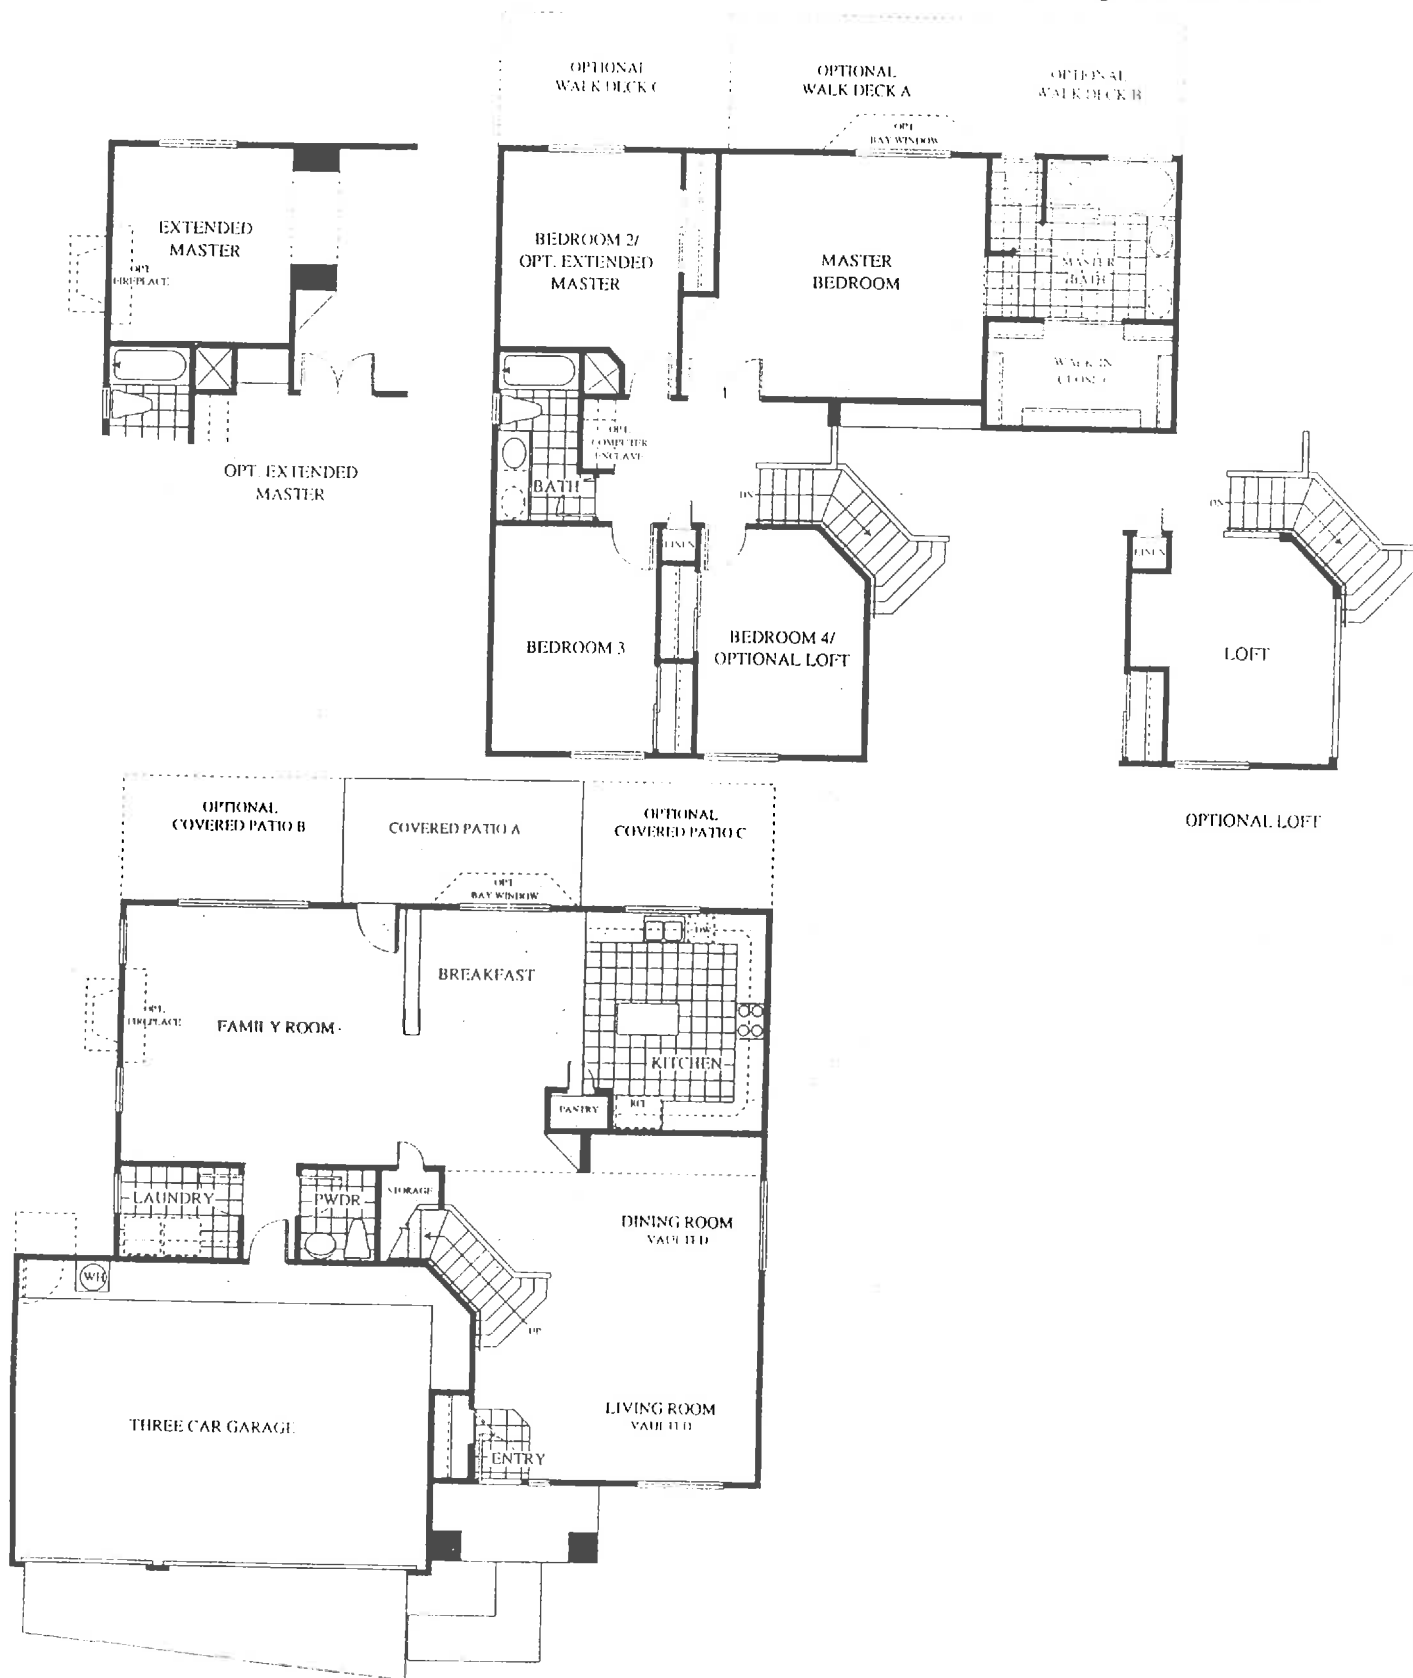 OPTIONAL
WALK DECK C
OPTIONAL
WALK DECK A
OPTIONAL
WALK DECK B
OPT
BAY WINDOW
EXTENDED
MASTER
OPT.
FIREPLACE
OPT. EXTENDED
MASTER
BEDROOM 2/
OPT. EXTENDED
MASTER
MASTER
BEDROOM
MASTER
BATH
WALK IN
CLOSET
OPT.
COMPUTER
ENCLAVE
BATH
DN
LINEN
BEDROOM 3
BEDROOM 4/
OPTIONAL LOFT
DN
LINEN
LOFT
OPTIONAL LOFT
OPTIONAL
COVERED PATIO B
COVERED PATIO A
OPTIONAL
COVERED PATIO C
OPT
BAY WINDOW
DW
BREAKFAST
OPT.
FIREPLACE
FAMILY ROOM
KITCHEN
PANTRY
REF
LAUNDRY
PWDR
STORAGE
DINING ROOM
VAULTED
WH
UP
THREE CAR GARAGE
LIVING ROOM
VAULTED
ENTRY